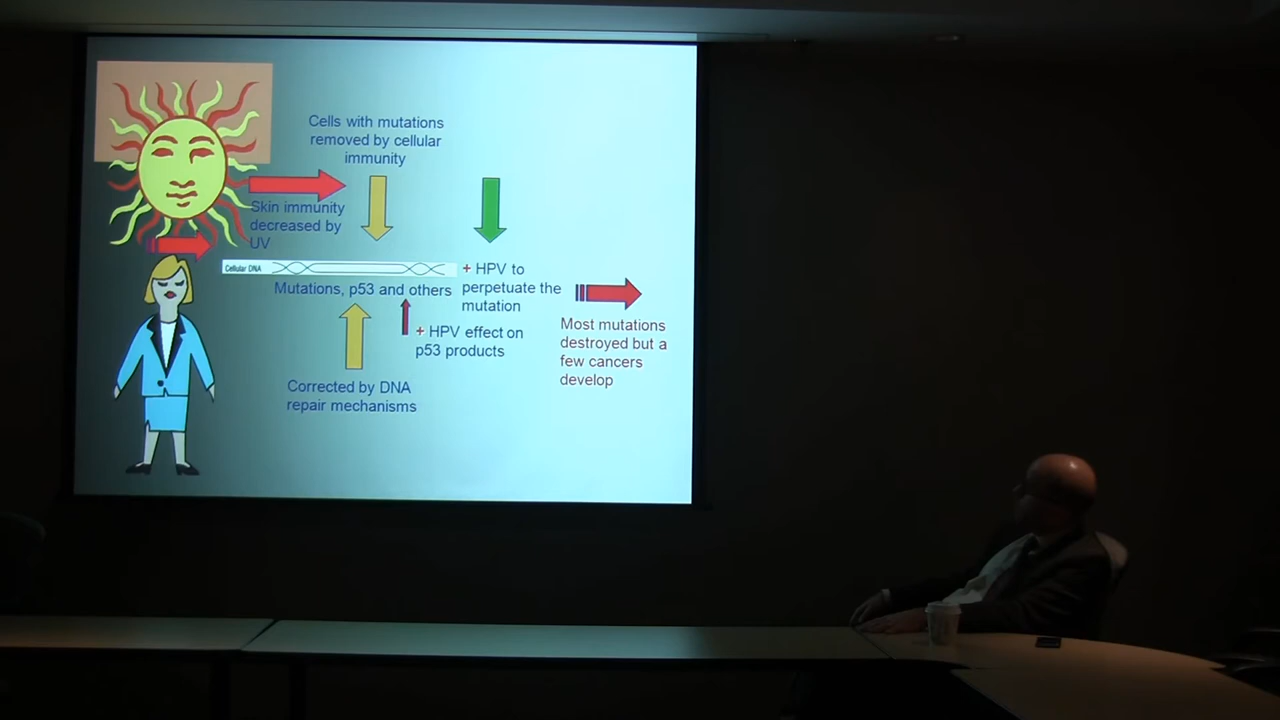 Cells with mutations
removed by cellular
immunity
Skin immunity
decreased by
UV
Cellular DNA
Mutations, p53 and others
+ HPV to
perpetuate the
mutation
+ HPV effect on
p53 products
Corrected by DNA
repair mechanisms
Most mutations
destroyed but a
few cancers
develop